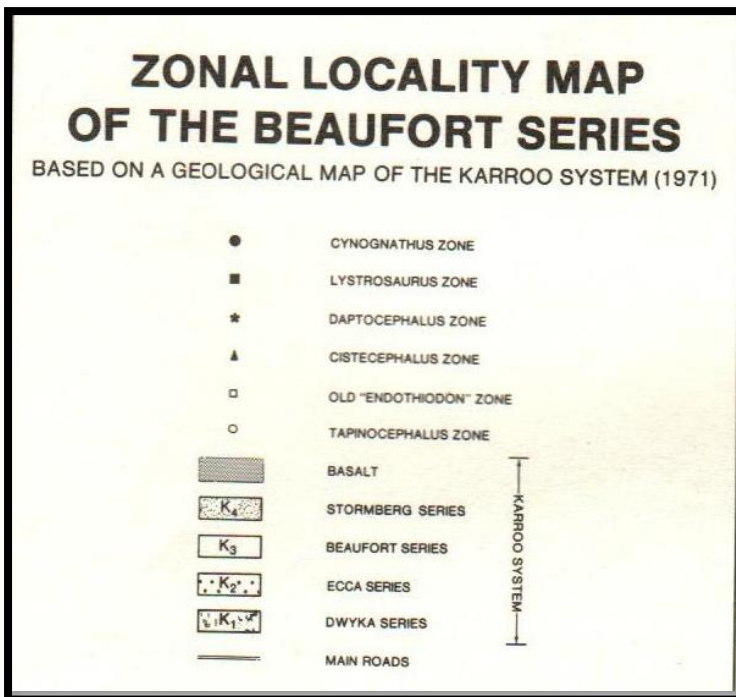 ZONAL LOCALITY MAP
OF THE BEAUFORT SERIES
BASED ON A GEOLOGICAL MAP OF THE KARROO SYSTEM (1971)
CYNOGNATHUS ZONE
LYSTROSAURUS ZONE
DAPTOCEPHALUS ZONE
CISTECEPHALUS ZONE
OLD "ENDOTHIODON" ZONE
TAPINOCEPHALUS ZONE
BASALT
K4 STORMBERG SERIES
K3 BEAUFORT SERIES
K2 ECCA SERIES
K1 DWYKA SERIES
MAIN ROADS
KARROO SYSTEM